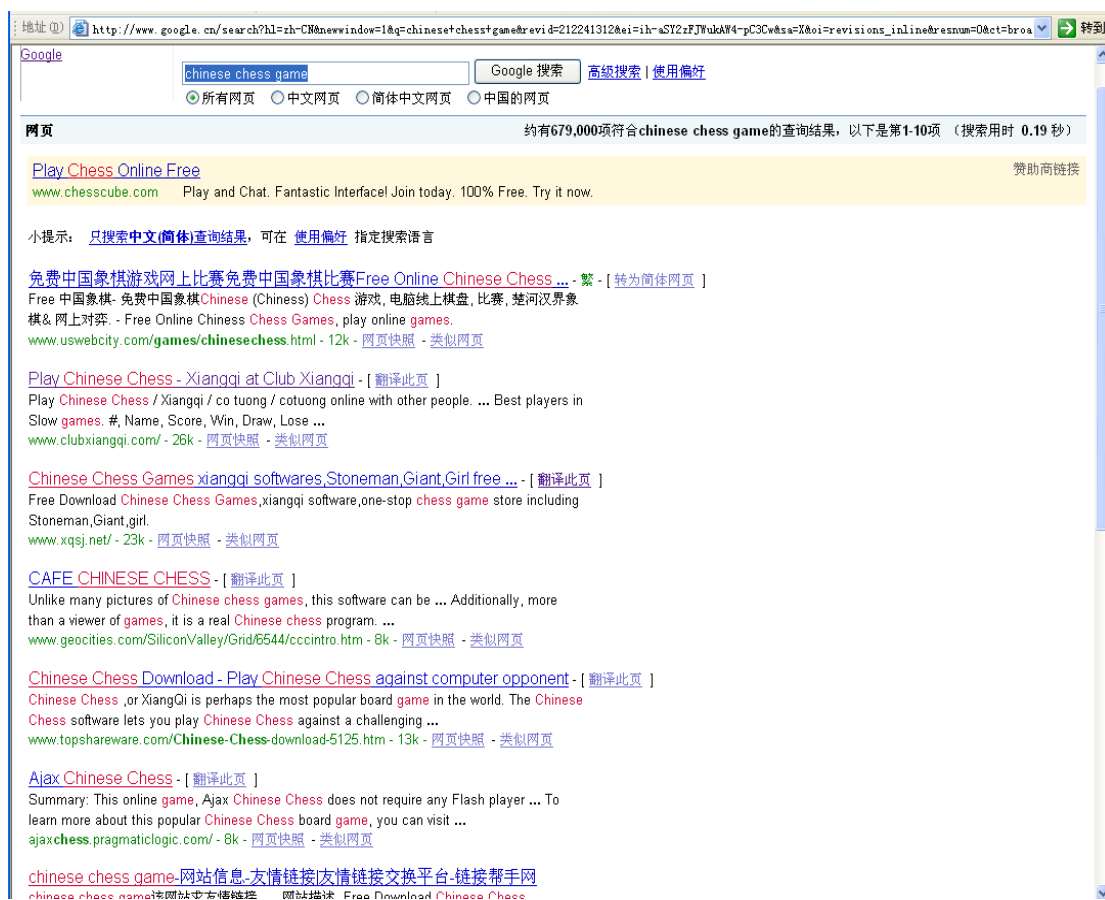 地址(D) http://www.google.cn/search?hl=zh-CN&newwindow=1&q=chinese+chess+game&revid=212241312&ei=ih-aSY2zFJWukAW4-pC3Cw&sa=X&oi=revisions_inline&resnum=0&ct=broa 转到
Google
chinese chess game Google 搜索 高级搜索 | 使用偏好
所有网页 中文网页 简体中文网页 中国的网页
网页 约有679,000项符合chinese chess game的查询结果，以下是第1-10项 （搜索用时 0.19 秒）
Play Chess Online Free 赞助商链接
www.chesscube.com Play and Chat. Fantastic Interface! Join today. 100% Free. Try it now.
小提示： 只搜索中文(简体)查询结果，可在 使用偏好 指定搜索语言
免费中国象棋游戏网上比赛免费中国象棋比赛Free Online Chinese Chess ... - 繁 - [ 转为简体网页 ]
Free 中国象棋- 免费中国象棋Chinese (Chiness) Chess 游戏, 电脑线上棋盘, 比赛, 楚河汉界象
棋& 网上对弈. - Free Online Chiness Chess Games, play online games.
www.uswebcity.com/games/chinesechess.html - 12k - 网页快照 - 类似网页
Play Chinese Chess - Xiangqi at Club Xiangqi - [ 翻译此页 ]
Play Chinese Chess / Xiangqi / co tuong / cotuong online with other people. ... Best players in
Slow games. #, Name, Score, Win, Draw, Lose ...
www.clubxiangqi.com/ - 26k - 网页快照 - 类似网页
Chinese Chess Games xiangqi softwares,Stoneman,Giant,Girl free ... - [ 翻译此页 ]
Free Download Chinese Chess Games,xiangqi software,one-stop chess game store including
Stoneman,Giant,girl.
www.xqsj.net/ - 23k - 网页快照 - 类似网页
CAFE CHINESE CHESS - [ 翻译此页 ]
Unlike many pictures of Chinese chess games, this software can be ... Additionally, more
than a viewer of games, it is a real Chinese chess program. ...
www.geocities.com/SiliconValley/Grid/6544/cccintro.htm - 8k - 网页快照 - 类似网页
Chinese Chess Download - Play Chinese Chess against computer opponent - [ 翻译此页 ]
Chinese Chess ,or XiangQi is perhaps the most popular board game in the world. The Chinese
Chess software lets you play Chinese Chess against a challenging ...
www.topshareware.com/Chinese-Chess-download-5125.htm - 13k - 网页快照 - 类似网页
Ajax Chinese Chess - [ 翻译此页 ]
Summary: This online game, Ajax Chinese Chess does not require any Flash player ... To
learn more about this popular Chinese Chess board game, you can visit ...
ajaxchess.pragmaticlogic.com/ - 8k - 网页快照 - 类似网页
chinese chess game-网站信息-友情链接|友情链接交换平台-链接帮手网
chinese chess game该网站求友情链接 ... 网站描述, Free Download Chinese Chess